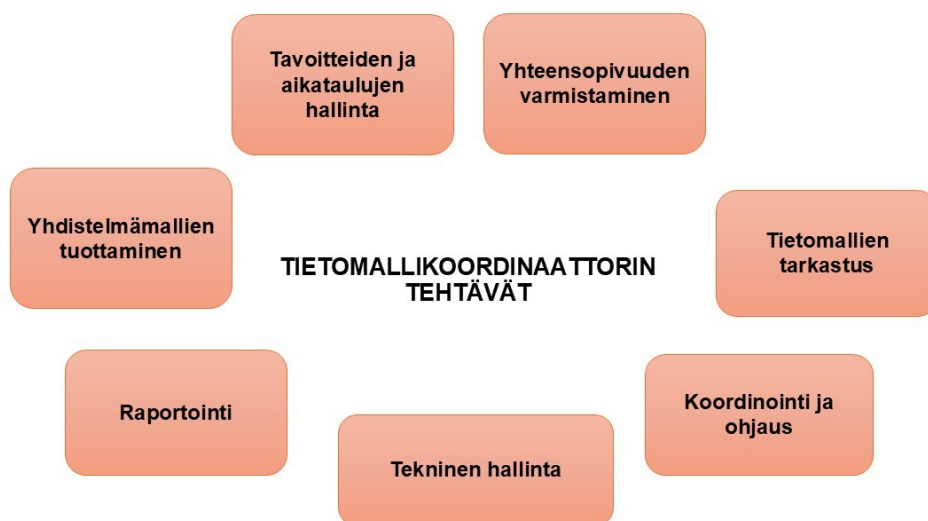 Tavoitteiden ja
aikataulujen
hallinta
Yhteensopivuuden
varmistaminen
Yhdistelmämallien
tuottaminen
TIETOMALLIKOORDINAATTORIN
TEHTÄVÄT
Tietomallien
tarkastus
Raportointi
Koordinointi ja
ohjaus
Tekninen hallinta